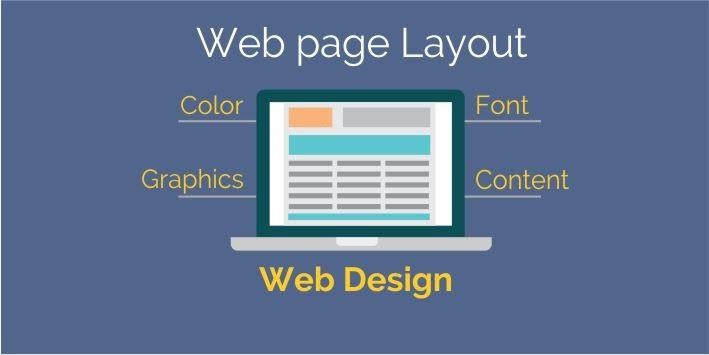 Web page Layout
Color
Font
Graphics
Content
Web Design